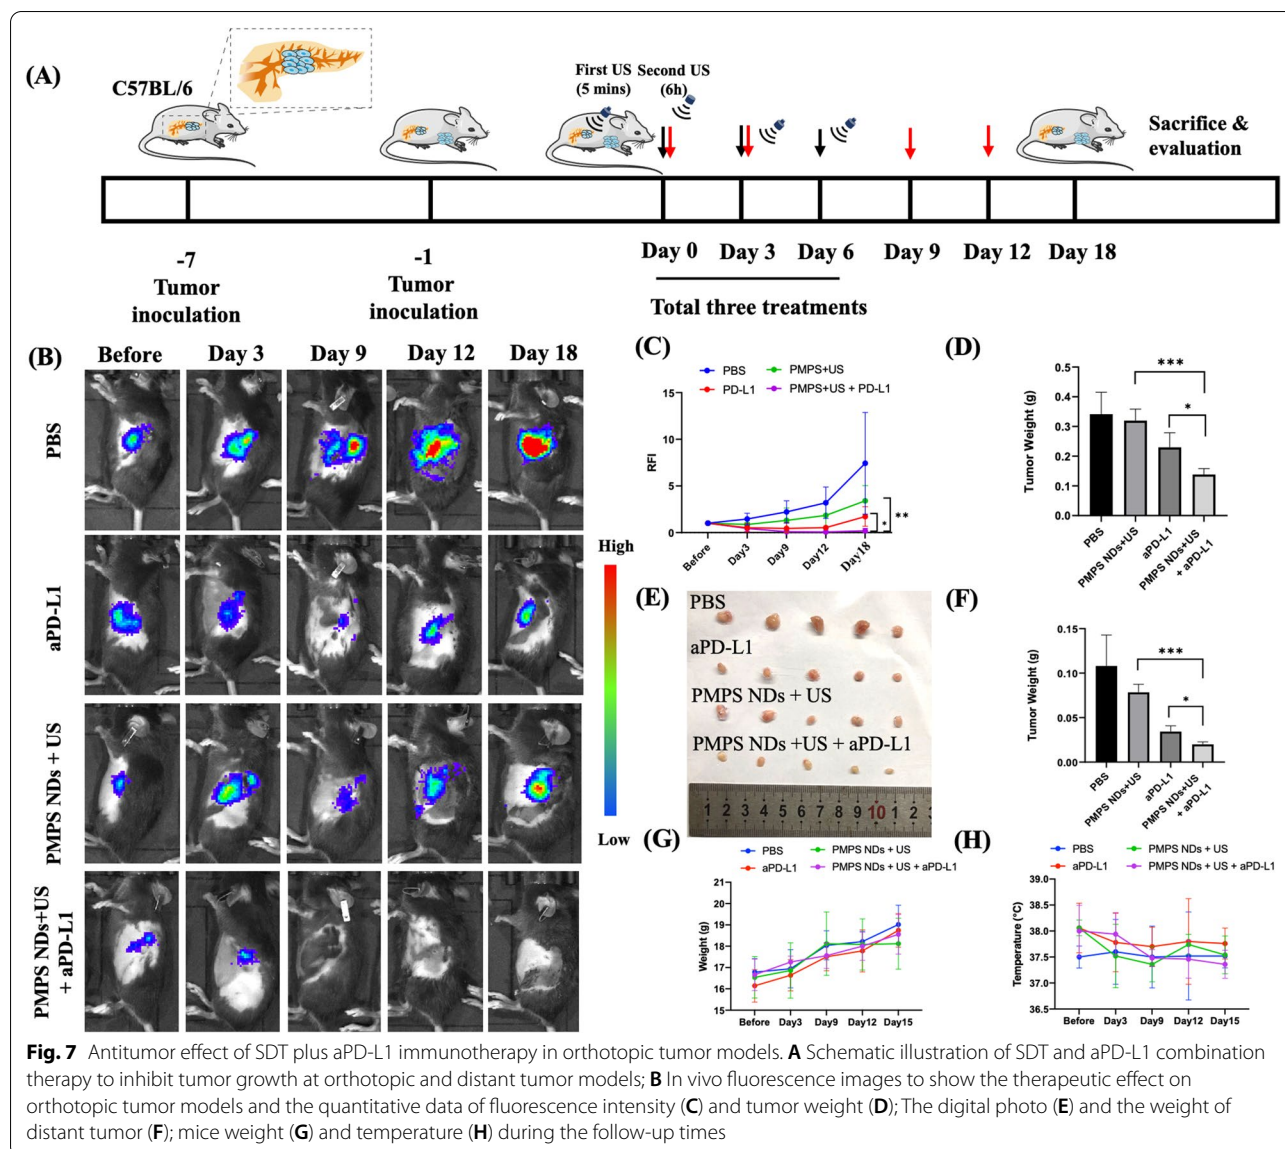 (A)
C57BL/6
First US
(5 mins)
Second US
(6h)
Sacrifice &
evaluation
-7
Tumor
inoculation
-1
Tumor
inoculation
Day 0
Day 3
Day 6
Day 9
Day 12
Day 18
Total three treatments
(B)
Before
Day 3
Day 9
Day 12
Day 18
PBS
aPD-L1
PMPS NDs + US
PMPS NDs+US
+ aPD-L1
High
Low
(C)
PBS
PMPS+US
PD-L1
PMPS+US + PD-L1
RFI
15
10
5
0
Before
Day3
Day9
Day12
Day18
*
**
(D)
Tumor Weight (g)
0.5
0.4
0.3
0.2
0.1
0.0
***
*
PBS
PMPS NDs+US
aPD-L1
PMPS NDs+US
+ aPD-L1
(E)
PBS
aPD-L1
PMPS NDs + US
PMPS NDs +US + aPD-L1
1 2 3 4 5 6 7 8 9 10 1 2 3
(F)
Tumor Weight (g)
0.15
0.10
0.05
0.00
***
*
PBS
PMPS NDs+US
aPD-L1
PMPS NDs+US
+ aPD-L1
(G)
PBS
PMPS NDs + US
aPD-L1
PMPS NDs + US + aPD-L1
Weight (g)
21
20
19
18
17
16
15
Before
Day3
Day9
Day12
Day15
(H)
PBS
PMPS NDs + US
aPD-L1
PMPS NDs + US + aPD-L1
Temperature (°C)
39.0
38.5
38.0
37.5
37.0
36.5
Before
Day3
Day9
Day12
Day15
Fig. 7 Antitumor effect of SDT plus aPD-L1 immunotherapy in orthotopic tumor models. A Schematic illustration of SDT and aPD-L1 combination
therapy to inhibit tumor growth at orthotopic and distant tumor models; B In vivo fluorescence images to show the therapeutic effect on
orthotopic tumor models and the quantitative data of fluorescence intensity (C) and tumor weight (D); The digital photo (E) and the weight of
distant tumor (F); mice weight (G) and temperature (H) during the follow-up times